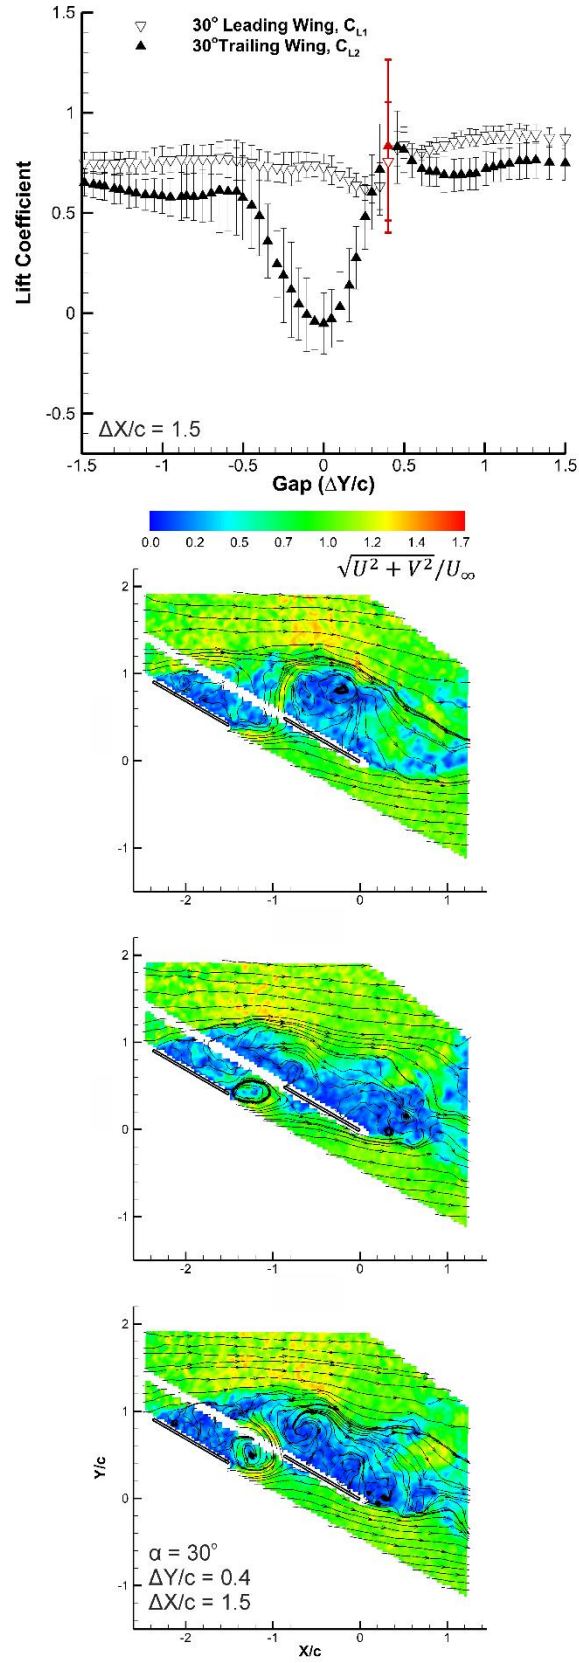 1.5
30° Leading Wing, CL1
30°Trailing Wing, CL2
1
0.5
0
-0.5
Lift Coefficient
ΔX/c = 1.5
-1.5 -1 -0.5 0 0.5 1 1.5
Gap (ΔY/c)
0.0 0.5 0.7 1.0 1.2 1.4 1.7
√U² + V²/U∞
2
1
0
-1
-2 -1 0 1
2
1
0
-1
-2 -1 0 1
2
1
0
-1
Y/c
α = 30°
ΔY/c = 0.4
ΔX/c = 1.5
-2 -1 0 1
X/c